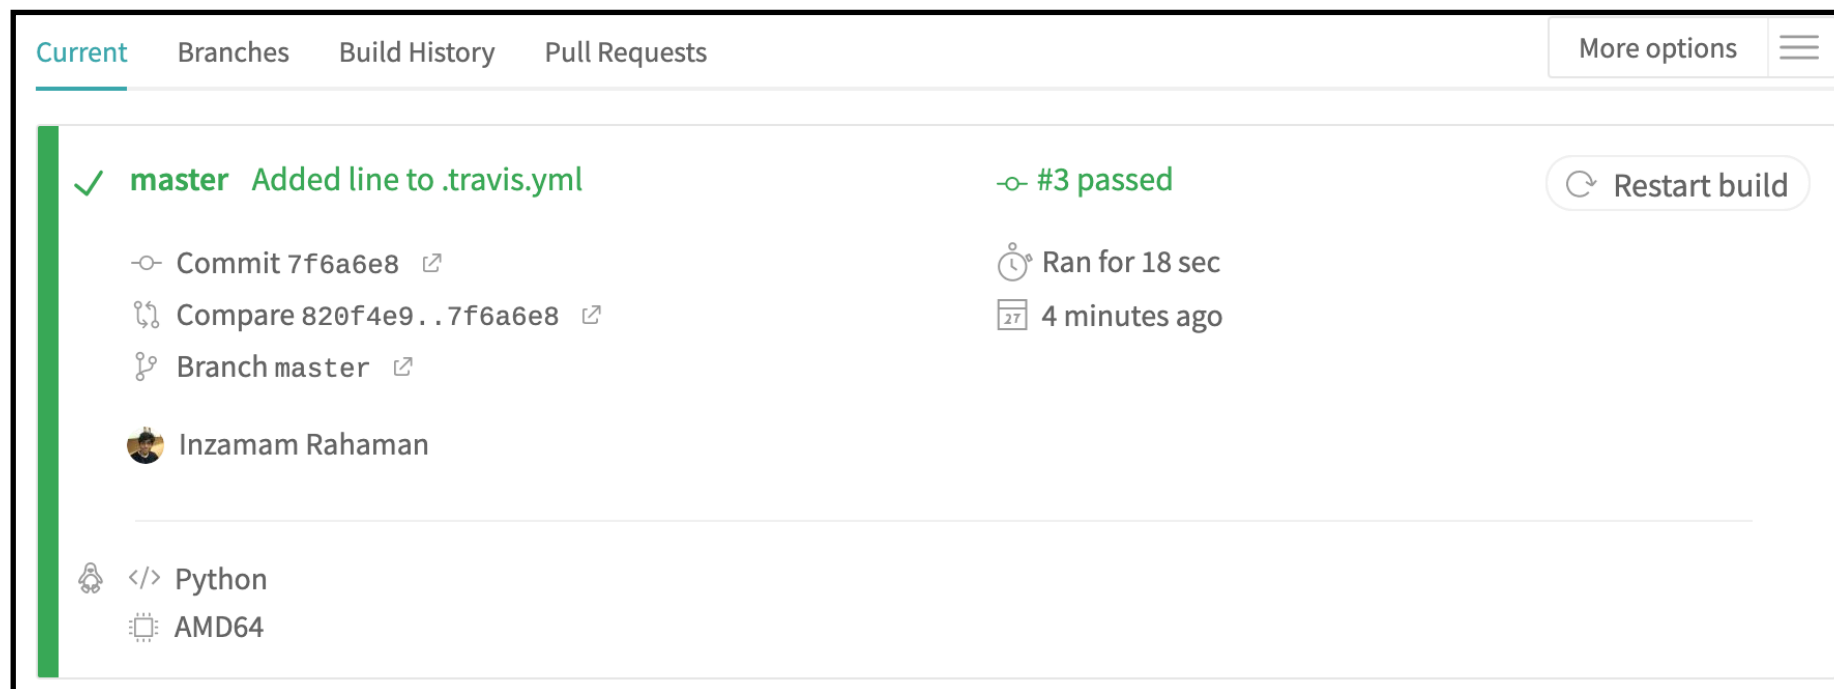 Current Branches Build History Pull Requests More options
master Added line to .travis.yml #3 passed Restart build
Commit 7f6a6e8 Ran for 18 sec
Compare 820f4e9..7f6a6e8 4 minutes ago
Branch master
Inzamam Rahaman
</> Python
AMD64